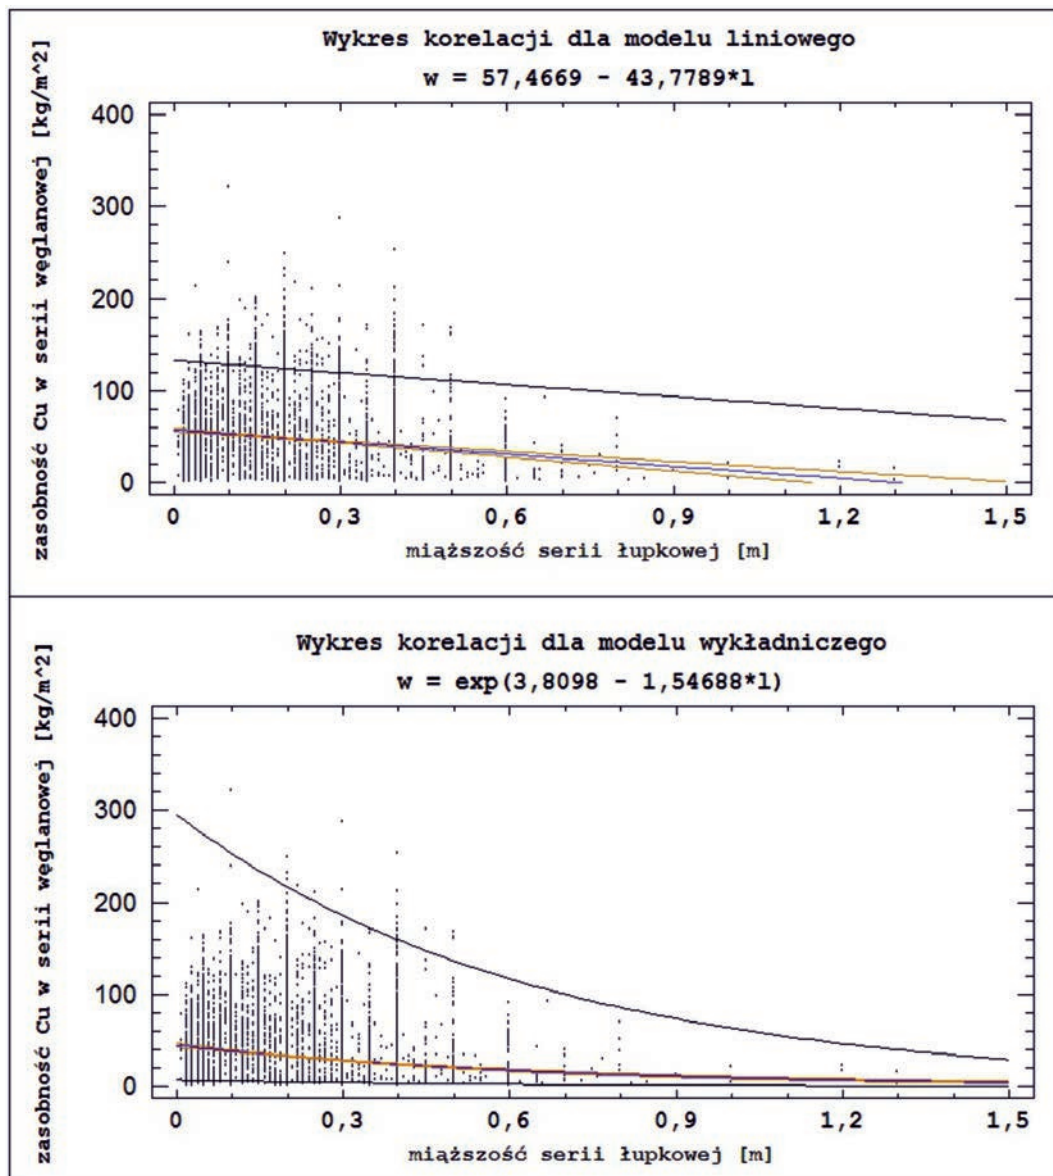 Wykres korelacji dla modelu liniowego
w = 57,4669 - 43,7789*l
zasobność Cu w serii węglanowej [kg/m^2]
400
300
200
100
0
0 0,3 0,6 0,9 1,2 1,5
miąższość serii łupkowej [m]
Wykres korelacji dla modelu wykładniczego
w = exp(3,8098 - 1,54688*l)
zasobność Cu w serii węglanowej [kg/m^2]
400
300
200
100
0
0 0,3 0,6 0,9 1,2 1,5
miąższość serii łupkowej [m]